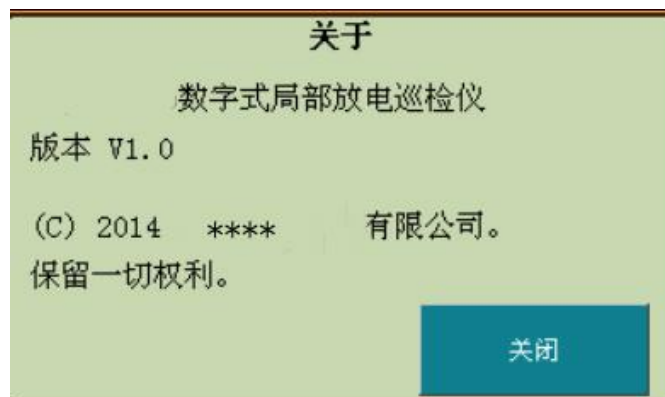 关于
数字式局部放电巡检仪
版本 V1.0
(C) 2014 **** 有限公司。
保留一切权利。
关闭